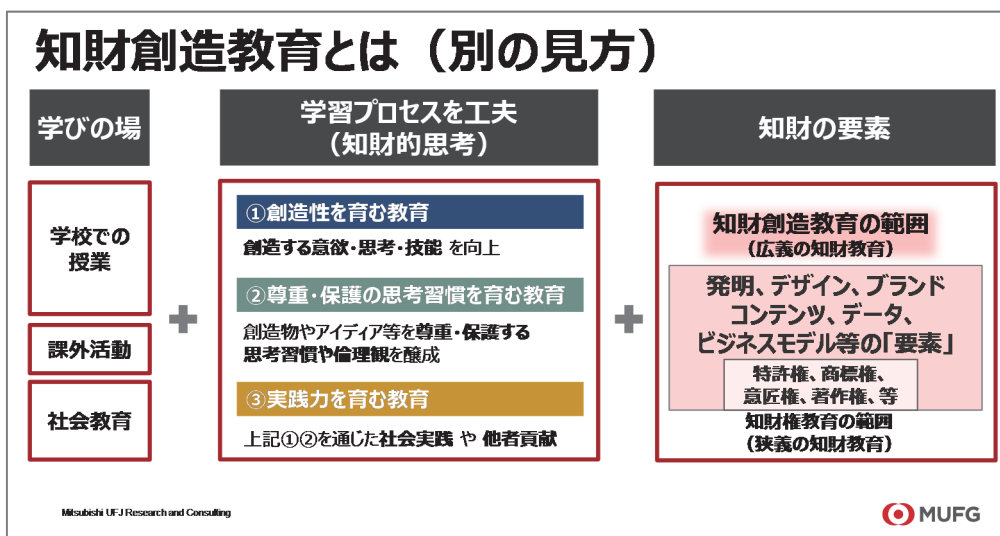 知財創造教育とは（別の見方）
学びの場
学校での
授業
課外活動
社会教育
+
学習プロセスを工夫
（知財的思考）
①創造性を育む教育
創造する意欲・思考・技能 を向上
②尊重・保護の思考習慣を育む教育
創造物やアイディア等を尊重・保護する
思考習慣や倫理観を醸成
③実践力を育む教育
上記①②を通じた社会実践 や 他者貢献
+
知財の要素
知財創造教育の範囲
（広義の知財教育）
発明、デザイン、ブランド
コンテンツ、データ、
ビジネスモデル等の「要素」
特許権、商標権、
意匠権、著作権、等
知財権教育の範囲
（狭義の知財教育）
Mitsubishi UFJ Research and Consulting
MUFG